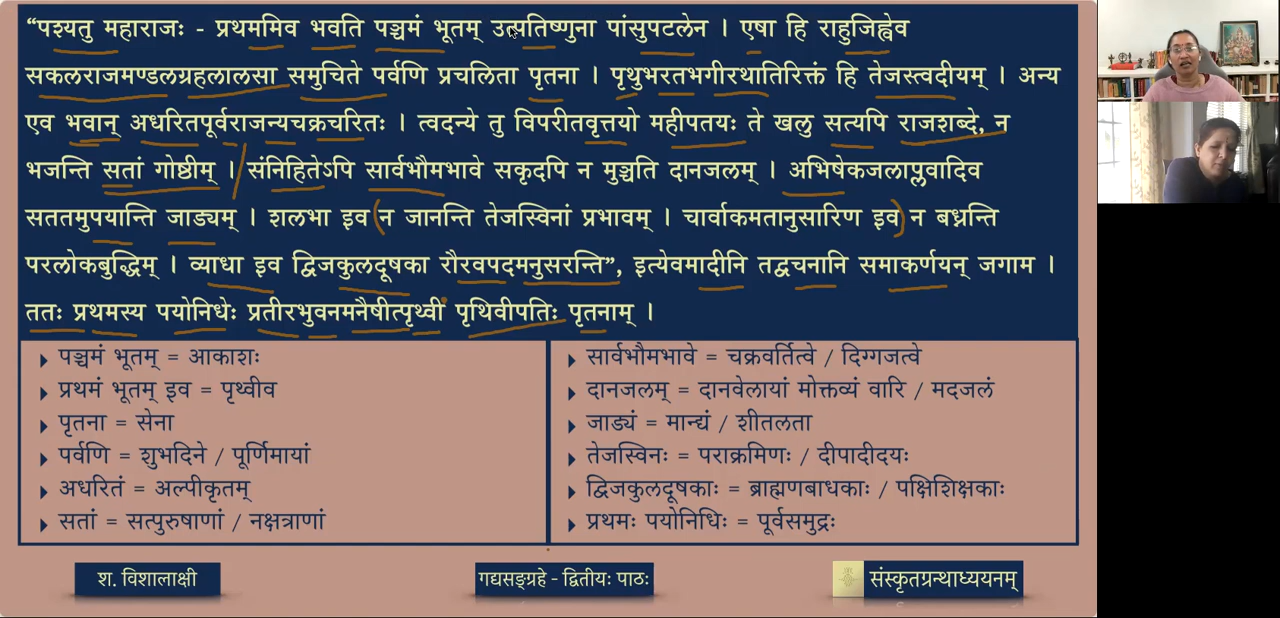 “पश्यतु महाराजः - प्रथममिव भवति पञ्चमं भूतम् उत्पतिष्णुना पांसुपटलेन । एषा हि राहुजिह्वेव
सकलराजमण्डलग्रहलालसा समुचिते पर्वणि प्रचलिता पृतना । पृथुभरतभगीरथातिरिक्तं हि तेजस्त्वदीयम् । अन्य
एव भवान् अधरितपूर्वराजन्यचक्रचरितः । त्वदन्ये तु विपरीतवृत्तयो महीपतयः ते खलु सत्यपि राजशब्दे, न
भजन्ति सतां गोष्ठीम् । संनिहितेऽपि सार्वभौमभावे सकृदपि न मुञ्चति दानजलम् । अभिषेकजलाप्लवादिव
सततमुपयान्ति जाड्यम् । शलभा इव न जानन्ति तेजस्विनां प्रभावम् । चार्वाकमतानुसारिण इव न बध्नन्ति
परलोकबुद्धिम् । व्याधा इव द्विजकुलदूषका रौरवपदमनुसरन्ति”, इत्येवमादीनि तद्वचनानि समाकर्णयन् जगाम ।
ततः प्रथमस्य पयोनिधेः प्रतीरभुवनमनैषीत्पृथ्वीं पृथिवीपतिः पृतनाम् ।
पञ्चमं भूतम् = आकाशः
प्रथमं भूतम् इव = पृथ्वीव
पृतना = सेना
पर्वणि = शुभदिने / पूर्णिमायां
अधरितं = अल्पीकृतम्
सतां = सत्पुरुषाणां / नक्षत्राणां
सार्वभौमभावे = चक्रवर्तित्वे / दिग्गजत्वे
दानजलम् = दानवेलायां मोक्तव्यं वारि / मदजलं
जाड्यं = मान्द्यं / शीतलता
तेजस्विनः = पराक्रमिणः / दीपादीदयः
द्विजकुलदूषकाः = ब्राह्मणबाधकाः / पक्षिशिक्षकाः
प्रथमः पयोनिधिः = पूर्वसमुद्रः
श. विशालाक्षी
गद्यसङ्ग्रहे - द्वितीयः पाठः
संस्कृतग्रन्थाध्ययनम्